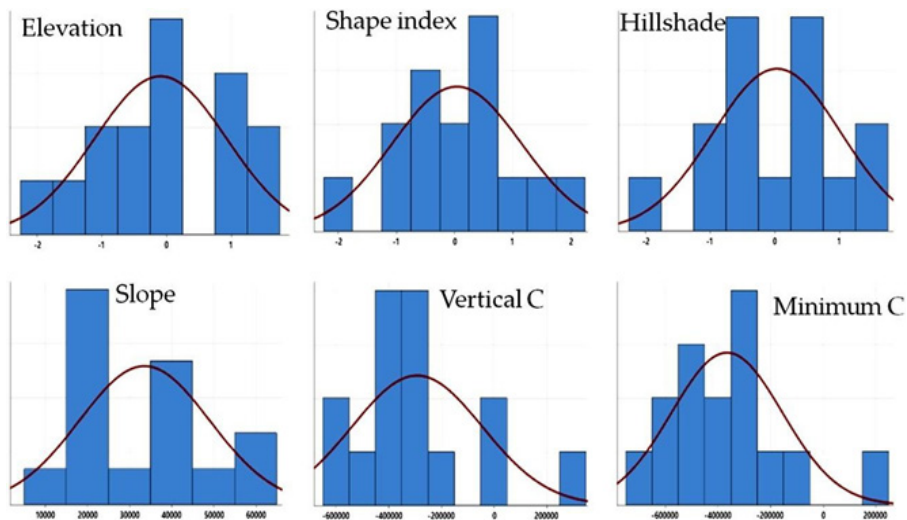 Elevation
-2 -1 0 1
Shape index
-2 -1 0 1 2
Hillshade
-2 -1 0 1
Slope
10000 20000 30000 40000 50000 60000
Vertical C
-600000 -400000 -200000 0 200000
Minimum C
-600000 -400000 -200000 0 200000